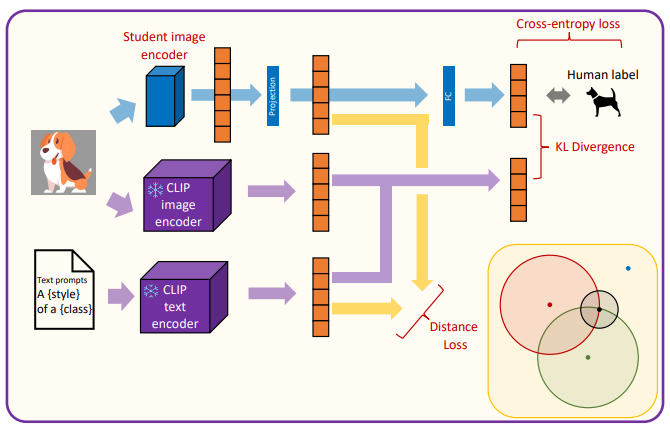 Cross-entropy loss
Student image
encoder
Projection
FC
Human label
KL Divergence
CLIP
image
encoder
Text prompts
A {style}
of a {class}
CLIP
text
encoder
Distance
Loss